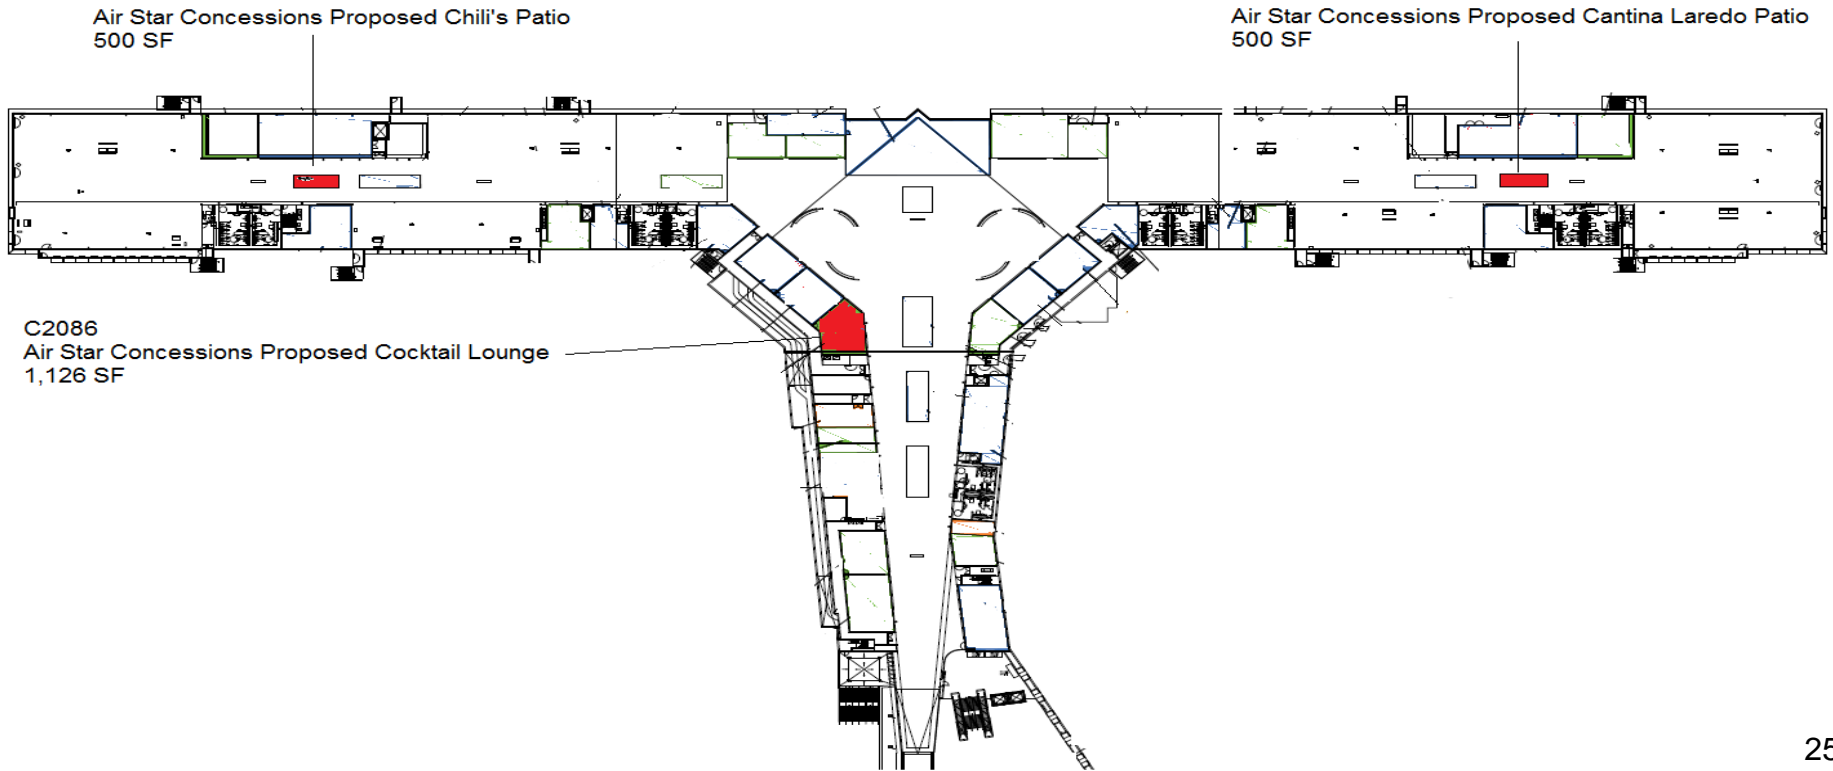 Air Star Concessions Proposed Chili's Patio
500 SF
Air Star Concessions Proposed Cantina Laredo Patio
500 SF
C2086
Air Star Concessions Proposed Cocktail Lounge
1,126 SF
25